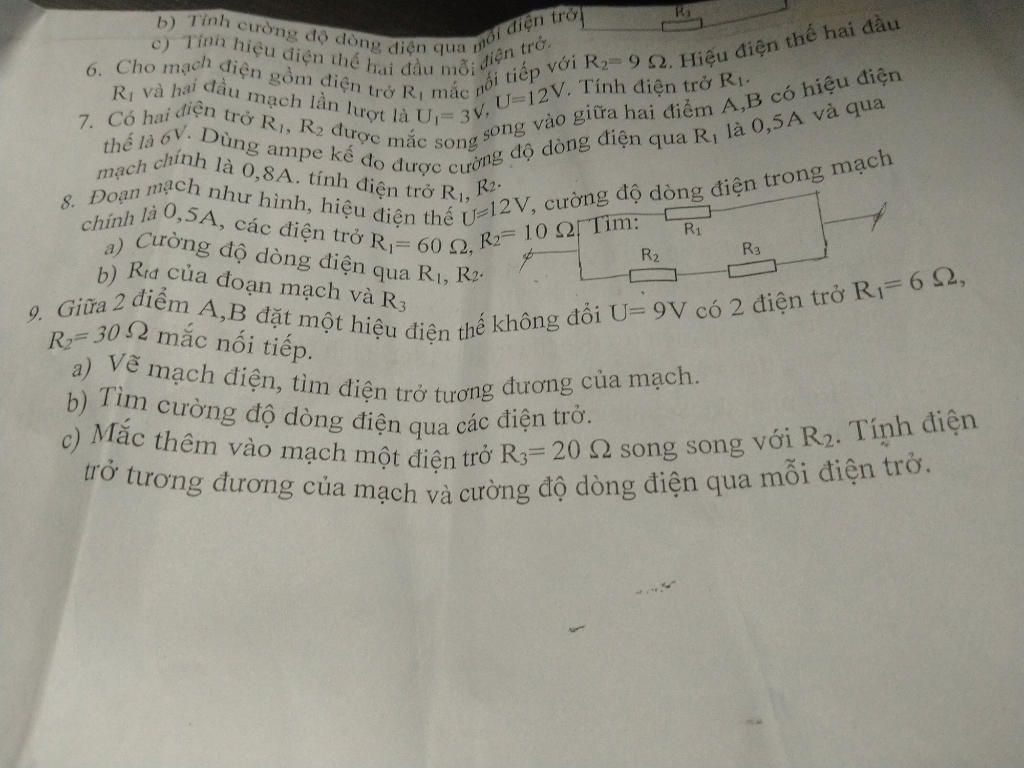 b) Tính cường độ dòng điện qua mỗi điện trở
R₃
c) Tính hiệu điện thế hai đầu mỗi điện trở.
6. Cho mạch điện gồm điện trở R₁ mắc nối tiếp với R₂= 9 Ω. Hiệu điện thế hai đầu
R₁ và hai đầu mạch lần lượt là U₁= 3V, U=12V. Tính điện trở R₁.
7. Có hai điện trở R₁, R₂ được mắc song song vào giữa hai điểm A,B có hiệu điện
thế là 6V. Dùng ampe kế đo được cường độ dòng điện qua R₁ là 0,5A và qua
mạch chính là 0,8A. tính điện trở R₁, R₂.
8. Đoạn mạch như hình, hiệu điện thế U=12V, cường độ dòng điện trong mạch
chính là 0,5A, các điện trở R₁= 60 Ω, R₂= 10 Ω Tìm:
R₁
a) Cường độ dòng điện qua R₁, R₂.
R₂ R₃
b) Rtđ của đoạn mạch và R₃
9. Giữa 2 điểm A,B đặt một hiệu điện thế không đổi U= 9V có 2 điện trở R₁= 6 Ω,
R₂= 30 Ω mắc nối tiếp.
a) Vẽ mạch điện, tìm điện trở tương đương của mạch.
b) Tìm cường độ dòng điện qua các điện trở.
c) Mắc thêm vào mạch một điện trở R₃= 20 Ω song song với R₂. Tính điện
trở tương đương của mạch và cường độ dòng điện qua mỗi điện trở.